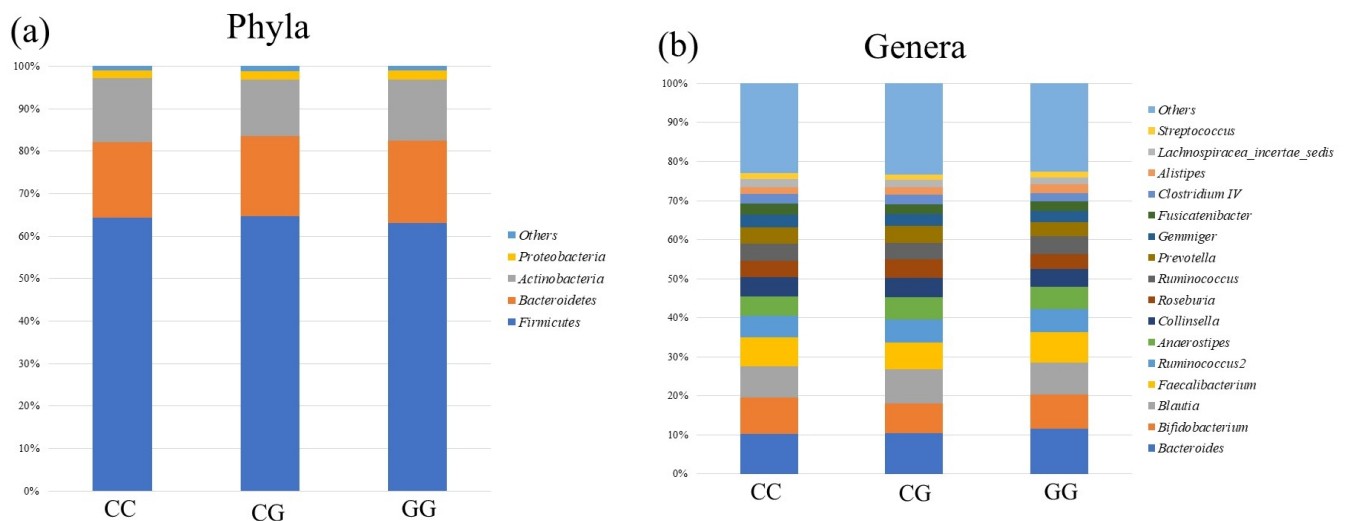 (a)
Phyla
100%
90%
80%
70%
60%
50%
40%
30%
20%
10%
0%
CC
CG
GG
Others
Proteobacteria
Actinobacteria
Bacteroidetes
Firmicutes
(b)
Genera
100%
90%
80%
70%
60%
50%
40%
30%
20%
10%
0%
CC
CG
GG
Others
Streptococcus
Lachnospiracea_incertae_sedis
Alistipes
Clostridium IV
Fusicatenibacter
Gemmiger
Prevotella
Ruminococcus
Roseburia
Collinsella
Anaerostipes
Ruminococcus2
Faecalibacterium
Blautia
Bifidobacterium
Bacteroides